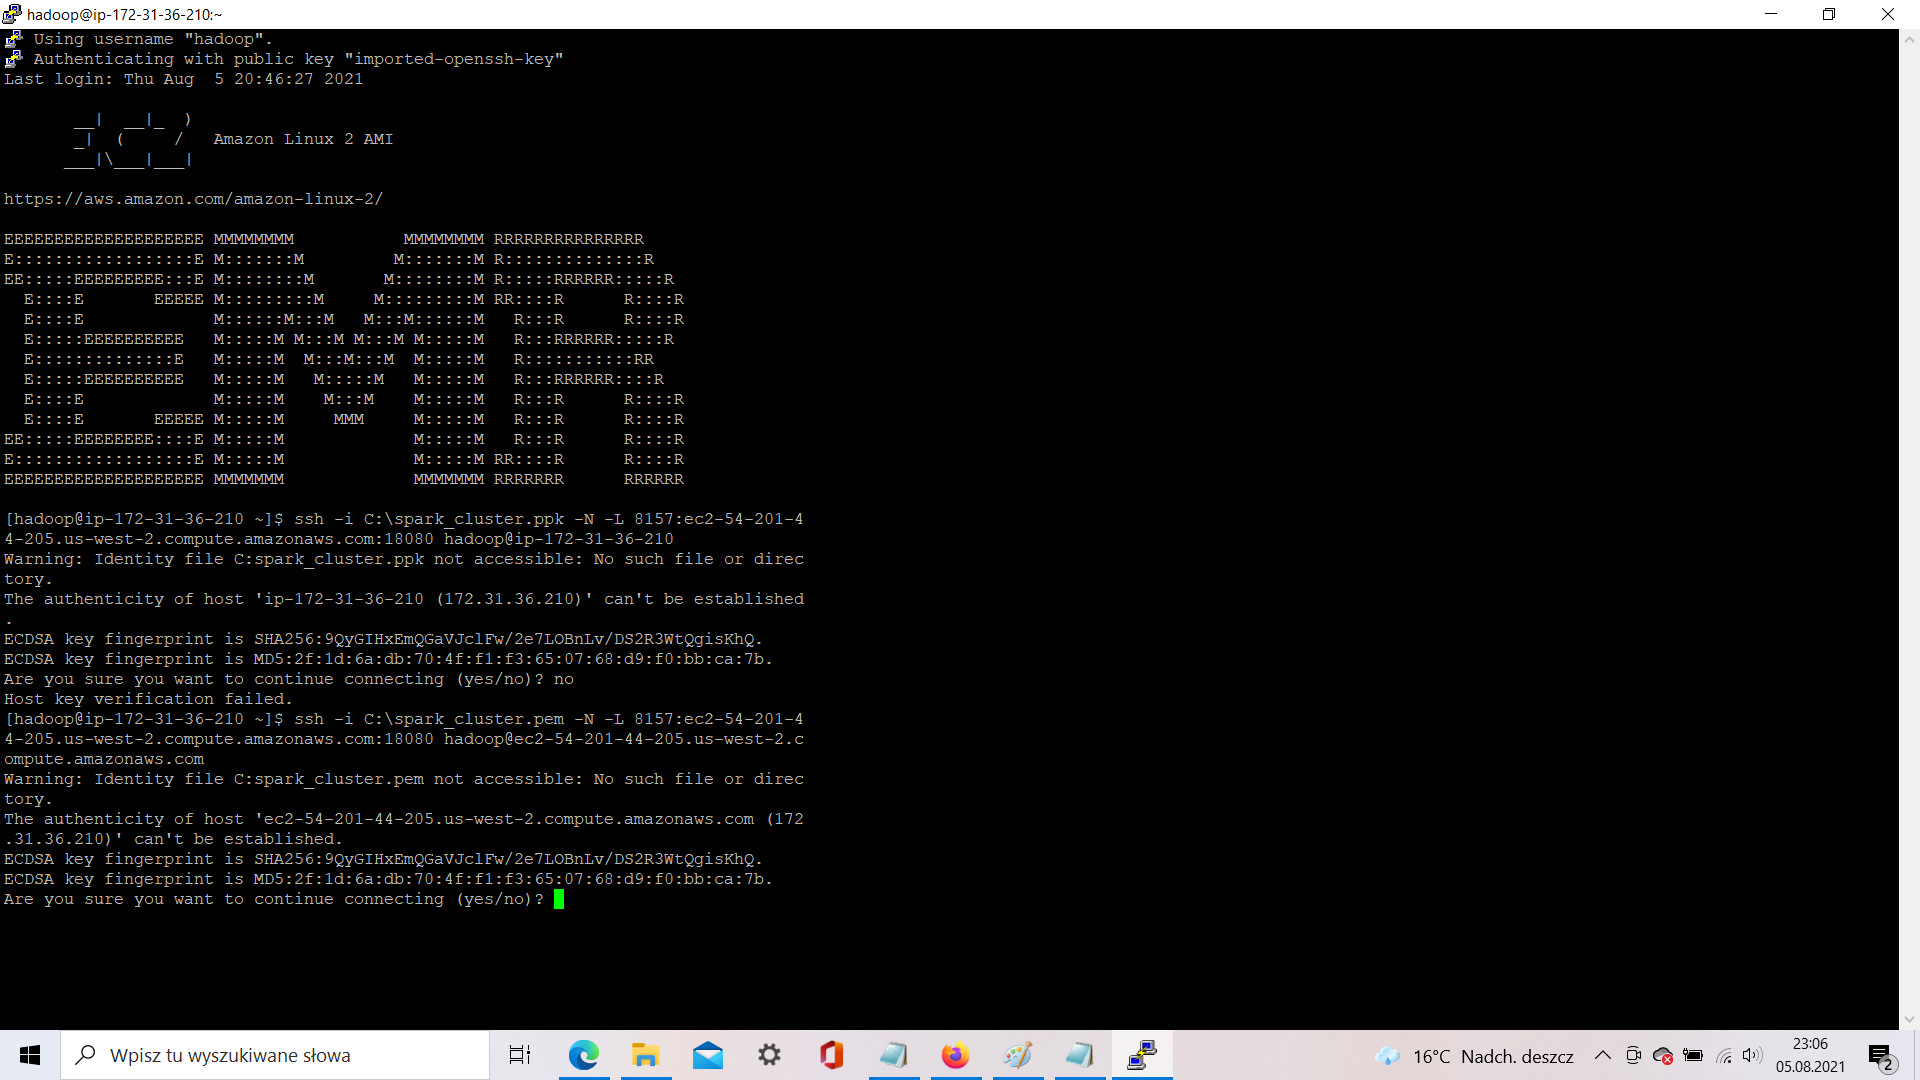 hadoop@ip-172-31-36-210:~
Using username "hadoop".
Authenticating with public key "imported-openssh-key"
Last login: Thu Aug  5 20:46:27 2021
       __|  __|_  )
       _|  (     /   Amazon Linux 2 AMI
      ___|\___|___|
https://aws.amazon.com/amazon-linux-2/
EEEEEEEEEEEEEEEEEEEE MMMMMMMM           MMMMMMMM RRRRRRRRRRRRRRR
E::::::::::::::::::E M:::::::M         M:::::::M R::::::::::::::R
EE:::::EEEEEEEEE:::E M::::::::M       M::::::::M R:::::RRRRRR:::::R
  E::::E       EEEEE M:::::::::M     M:::::::::M RR::::R      R::::R
  E::::E             M::::::M:::M   M:::M::::::M   R:::R      R::::R
  E:::::EEEEEEEEEE   M:::::M M:::M M:::M M:::::M   R:::RRRRRR:::::R
  E::::::::::::::E   M:::::M  M:::M:::M  M:::::M   R:::::::::::RR
  E:::::EEEEEEEEEE   M:::::M   M:::::M   M:::::M   R:::RRRRRR::::R
  E::::E             M:::::M    M:::M    M:::::M   R:::R      R::::R
  E::::E       EEEEE M:::::M     MMM     M:::::M   R:::R      R::::R
EE:::::EEEEEEEE::::E M:::::M             M:::::M   R:::R      R::::R
E::::::::::::::::::E M:::::M             M:::::M RR::::R      R::::R
EEEEEEEEEEEEEEEEEEEE MMMMMMM             MMMMMMM RRRRRRR      RRRRRR
[hadoop@ip-172-31-36-210 ~]$ ssh -i C:\spark_cluster.ppk -N -L 8157:ec2-54-201-4
4-205.us-west-2.compute.amazonaws.com:18080 hadoop@ip-172-31-36-210
Warning: Identity file C:spark_cluster.ppk not accessible: No such file or direc
tory.
The authenticity of host 'ip-172-31-36-210 (172.31.36.210)' can't be established
.
ECDSA key fingerprint is SHA256:9QyGIHxEmQGaVJclFw/2e7LOBnLv/DS2R3WtQgisKhQ.
ECDSA key fingerprint is MD5:2f:1d:6a:db:70:4f:f1:f3:65:07:68:d9:f0:bb:ca:7b.
Are you sure you want to continue connecting (yes/no)? no
Host key verification failed.
[hadoop@ip-172-31-36-210 ~]$ ssh -i C:\spark_cluster.pem -N -L 8157:ec2-54-201-4
4-205.us-west-2.compute.amazonaws.com:18080 hadoop@ec2-54-201-44-205.us-west-2.c
ompute.amazonaws.com
Warning: Identity file C:spark_cluster.pem not accessible: No such file or direc
tory.
The authenticity of host 'ec2-54-201-44-205.us-west-2.compute.amazonaws.com (172
.31.36.210)' can't be established.
ECDSA key fingerprint is SHA256:9QyGIHxEmQGaVJclFw/2e7LOBnLv/DS2R3WtQgisKhQ.
ECDSA key fingerprint is MD5:2f:1d:6a:db:70:4f:f1:f3:65:07:68:d9:f0:bb:ca:7b.
Are you sure you want to continue connecting (yes/no)?
Wpisz tu wyszukiwane słowa
16°C Nadch. deszcz
23:06
05.08.2021
2